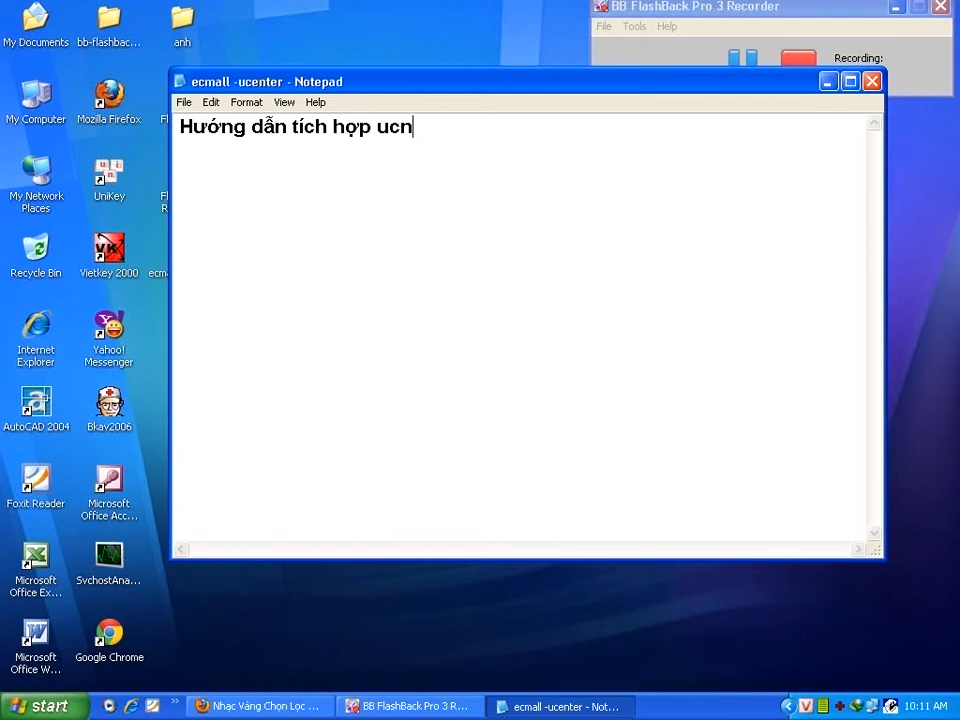 My Documents
bb-flashbac...
anh
BB FlashBack Pro 3 Recorder
File Tools Help
Recording:
ecmall -ucenter - Notepad
File Edit Format View Help
Hướng dẫn tích hợp ucn
My Computer
Mozilla Firefox
My Network
Places
UniKey
Recycle Bin
Vietkey 2000
ecm
Internet
Explorer
Yahoo!
Messenger
AutoCAD 2004
Bkav2006
Foxit Reader
Microsoft
Office Acc...
Microsoft
Office Ex...
SvchostAna...
Microsoft
Office W...
Google Chrome
start
Nhạc Vàng Chọn Lọc ...
BB FlashBack Pro 3 R...
ecmall -ucenter - Not...
10:11 AM